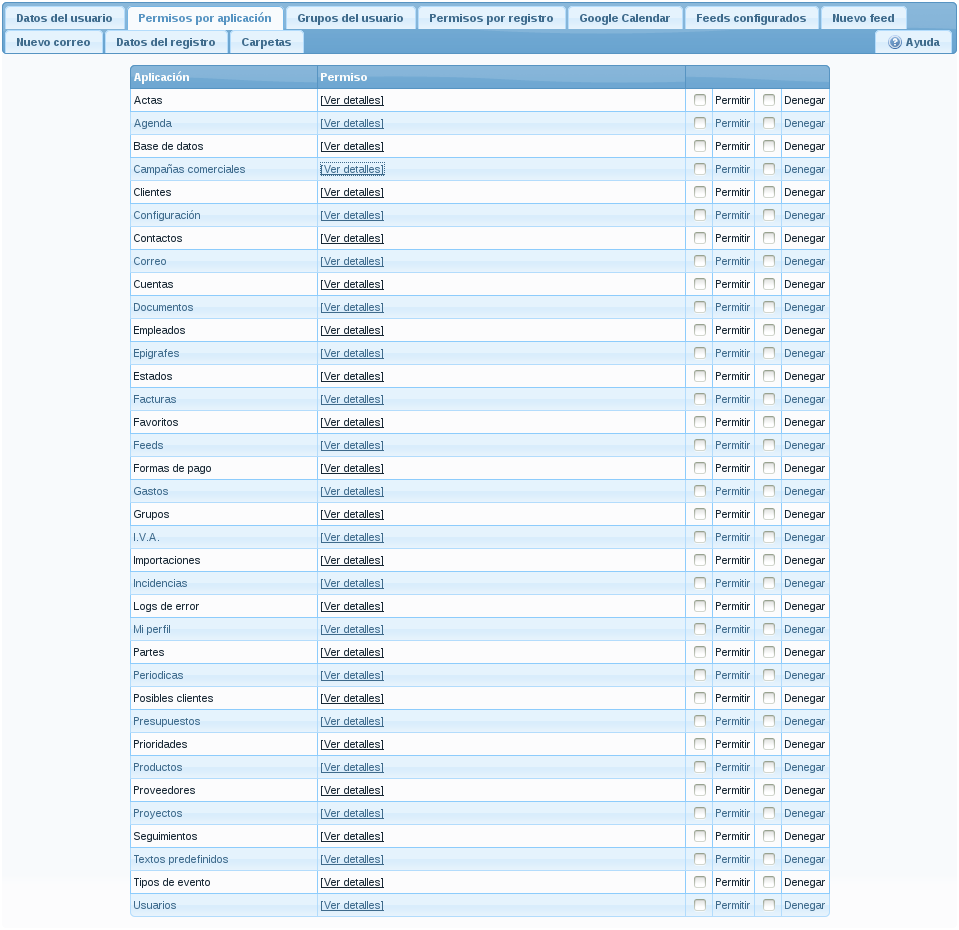 Datos del usuario Permisos por aplicación Grupos del usuario Permisos por registro Google Calendar Feeds configurados Nuevo feed
Nuevo correo Datos del registro Carpetas Ayuda
Aplicación Permiso
Actas [Ver detalles] Permitir Denegar
Agenda [Ver detalles] Permitir Denegar
Base de datos [Ver detalles] Permitir Denegar
Campañas comerciales [Ver detalles] Permitir Denegar
Clientes [Ver detalles] Permitir Denegar
Configuración [Ver detalles] Permitir Denegar
Contactos [Ver detalles] Permitir Denegar
Correo [Ver detalles] Permitir Denegar
Cuentas [Ver detalles] Permitir Denegar
Documentos [Ver detalles] Permitir Denegar
Empleados [Ver detalles] Permitir Denegar
Epigrafes [Ver detalles] Permitir Denegar
Estados [Ver detalles] Permitir Denegar
Facturas [Ver detalles] Permitir Denegar
Favoritos [Ver detalles] Permitir Denegar
Feeds [Ver detalles] Permitir Denegar
Formas de pago [Ver detalles] Permitir Denegar
Gastos [Ver detalles] Permitir Denegar
Grupos [Ver detalles] Permitir Denegar
I.V.A. [Ver detalles] Permitir Denegar
Importaciones [Ver detalles] Permitir Denegar
Incidencias [Ver detalles] Permitir Denegar
Logs de error [Ver detalles] Permitir Denegar
Mi perfil [Ver detalles] Permitir Denegar
Partes [Ver detalles] Permitir Denegar
Periodicas [Ver detalles] Permitir Denegar
Posibles clientes [Ver detalles] Permitir Denegar
Presupuestos [Ver detalles] Permitir Denegar
Prioridades [Ver detalles] Permitir Denegar
Productos [Ver detalles] Permitir Denegar
Proveedores [Ver detalles] Permitir Denegar
Proyectos [Ver detalles] Permitir Denegar
Seguimientos [Ver detalles] Permitir Denegar
Textos predefinidos [Ver detalles] Permitir Denegar
Tipos de evento [Ver detalles] Permitir Denegar
Usuarios [Ver detalles] Permitir Denegar